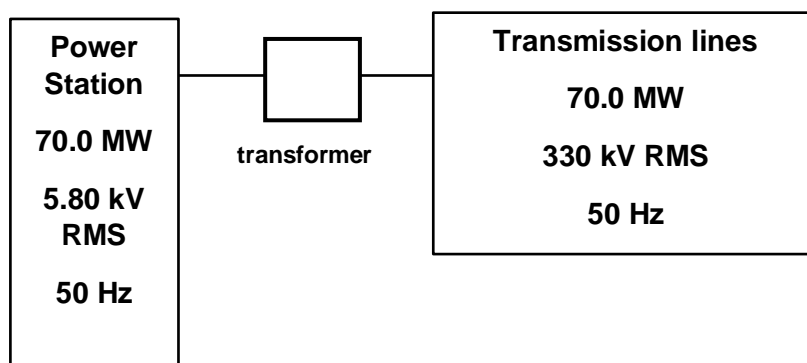 Power
Station
70.0 MW
5.80 kV
RMS
50 Hz
transformer
Transmission lines
70.0 MW
330 kV RMS
50 Hz